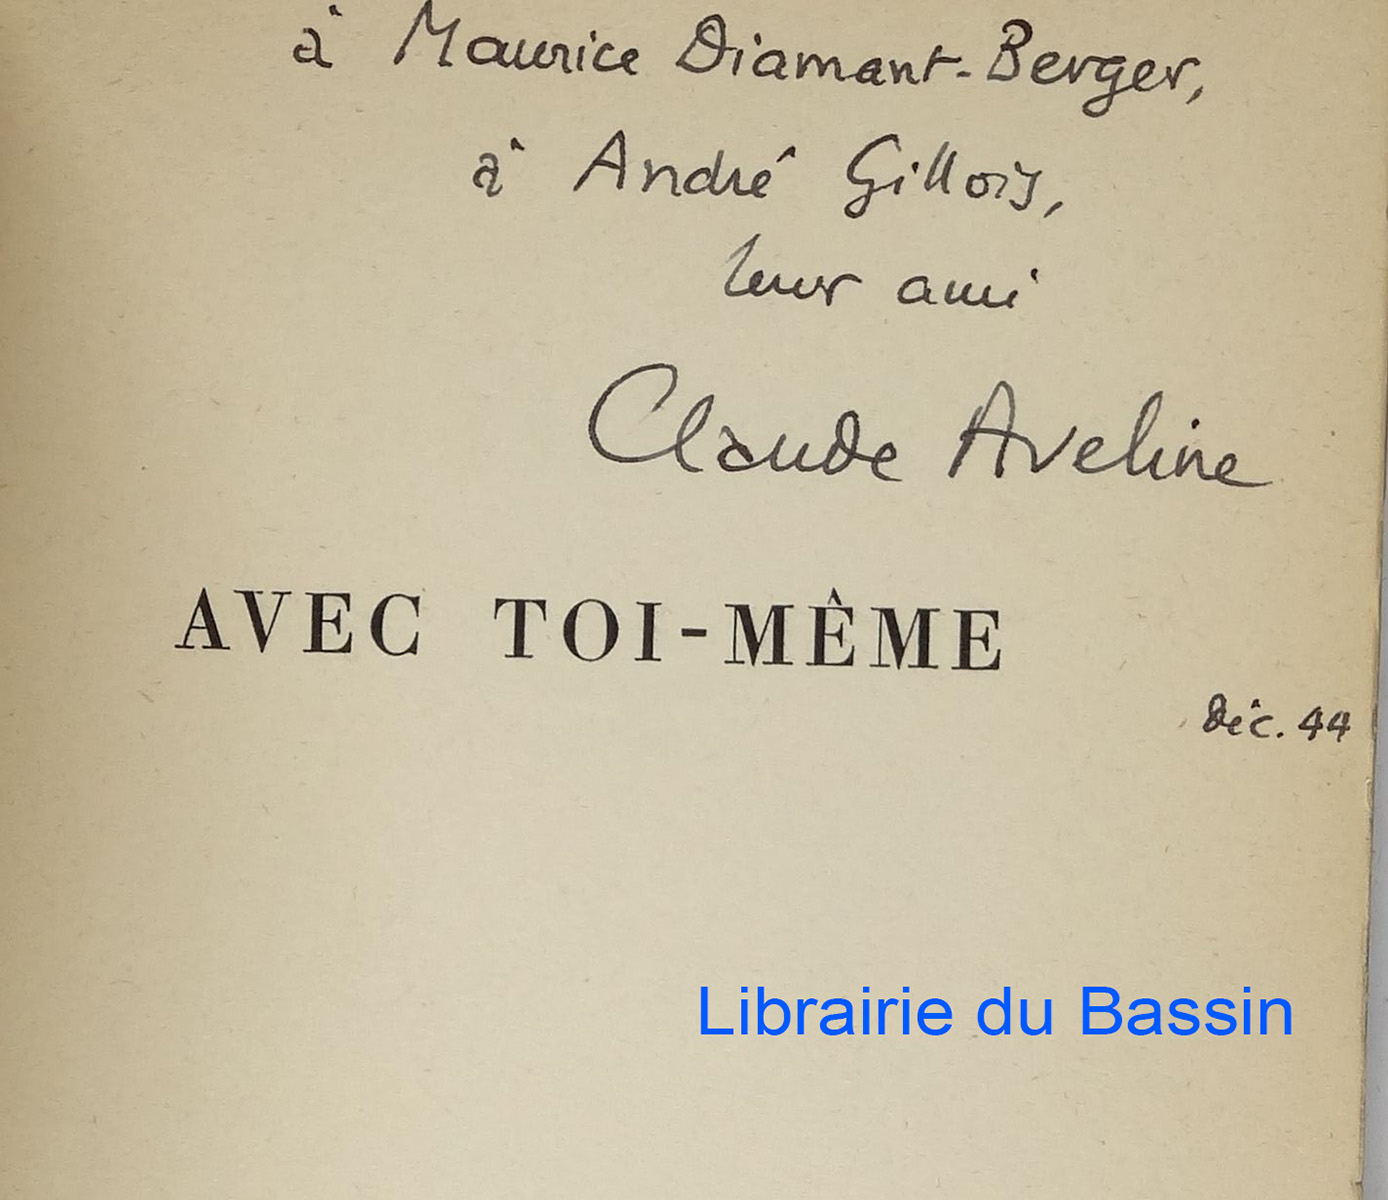 à Maurice Diamant-Berger,
à André Gillois,
leur ami
Claude Aveline
AVEC TOI-MÊME
Déc. 44
Librairie du Bassin